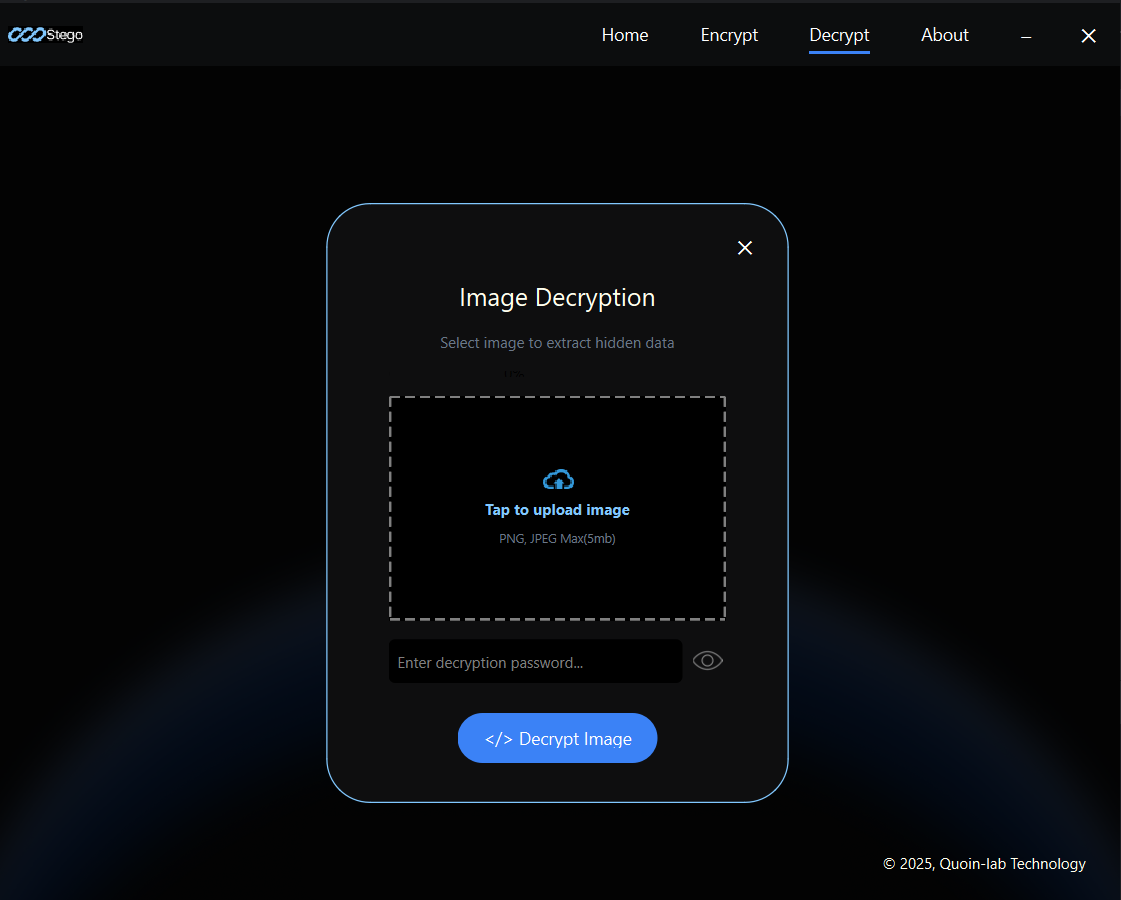 Stego
Home Encrypt Decrypt About
Image Decryption
Select image to extract hidden data
Tap to upload image
PNG, JPEG Max(5mb)
Enter decryption password...
</> Decrypt Image
© 2025, Quoin-lab Technology